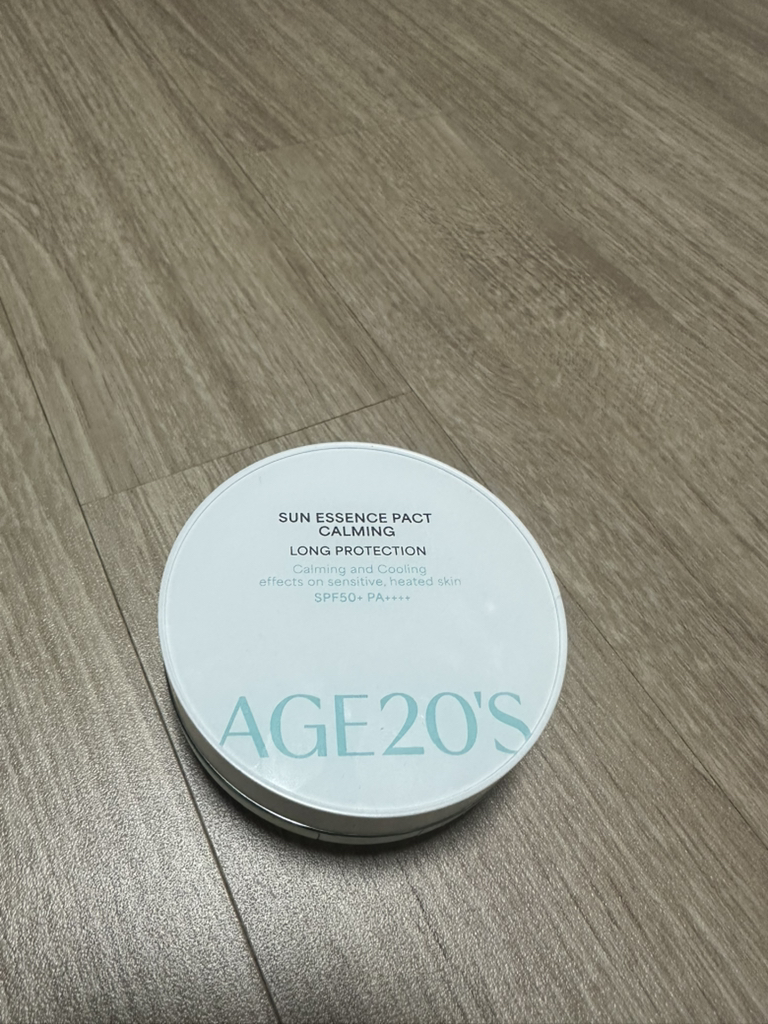 SUN ESSENCE PACT
CALMING
LONG PROTECTION
Calming and Cooling
effects on sensitive, heated skin
SPF50+ PA++++
AGE20'S